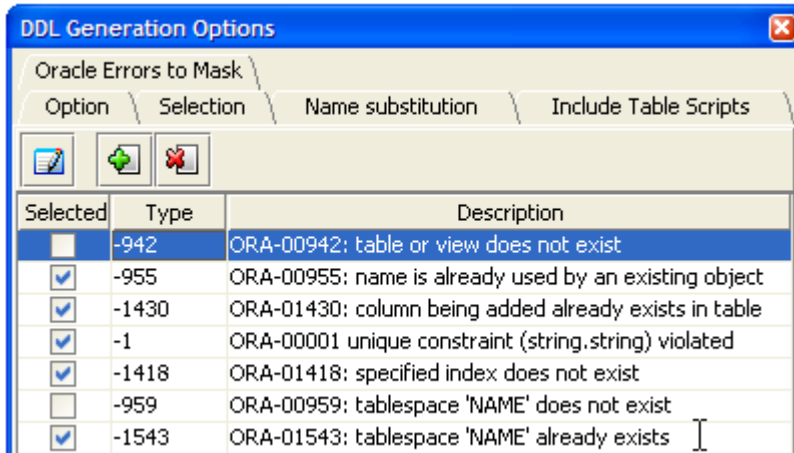 DDL Generation Options
Oracle Errors to Mask
Option Selection Name substitution Include Table Scripts
Selected Type Description
-942 ORA-00942: table or view does not exist
-955 ORA-00955: name is already used by an existing object
-1430 ORA-01430: column being added already exists in table
-1 ORA-00001 unique constraint (string.string) violated
-1418 ORA-01418: specified index does not exist
-959 ORA-00959: tablespace 'NAME' does not exist
-1543 ORA-01543: tablespace 'NAME' already exists